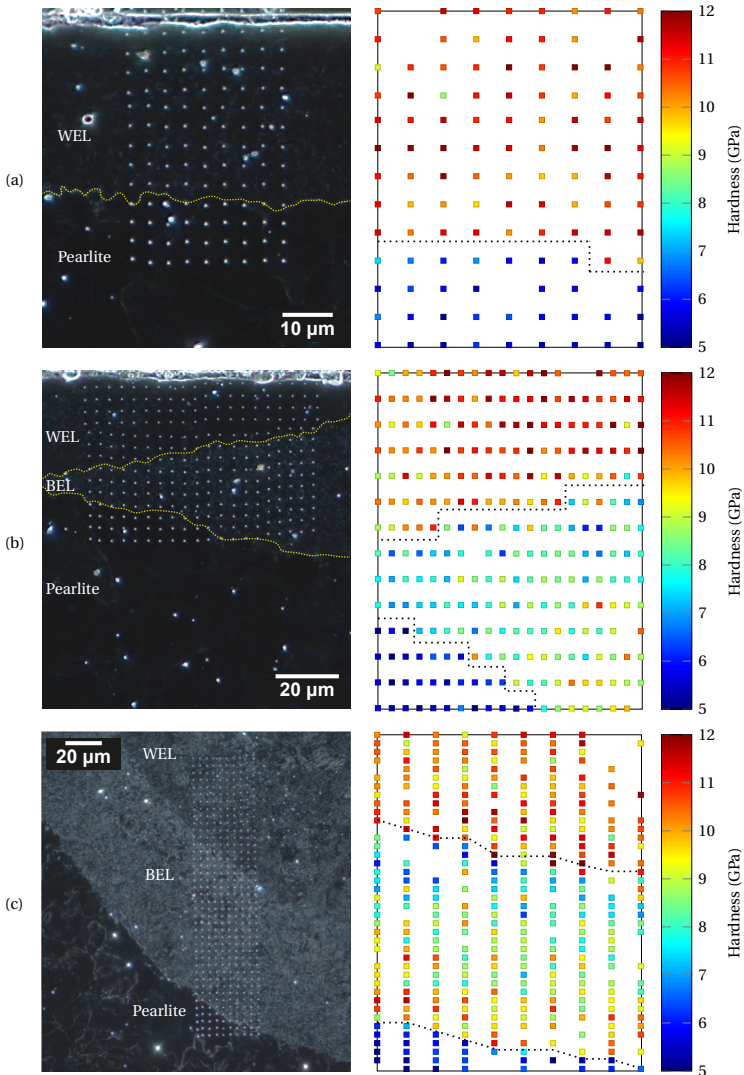 (a)
WEL
Pearlite
10 µm
12
11
10
9
8
7
6
5
Hardness (GPa)
(b)
WEL
BEL
Pearlite
20 µm
12
11
10
9
8
7
6
5
Hardness (GPa)
(c)
20 µm
WEL
BEL
Pearlite
12
11
10
9
8
7
6
5
Hardness (GPa)